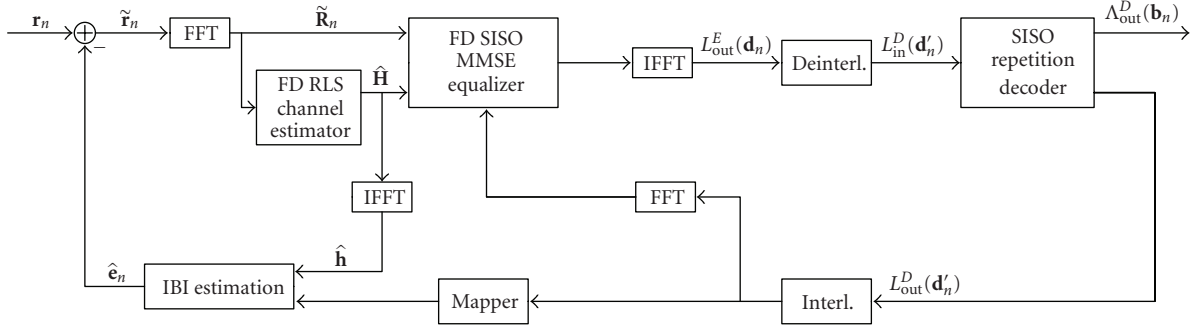 r_n
r̃_n
−
FFT
R̃_n
FD RLS
channel
estimator
Ĥ
FD SISO
MMSE
equalizer
IFFT
L^E_out(d_n)
Deinterl.
L^D_in(d′_n)
SISO
repetition
decoder
Λ^D_out(b_n)
IFFT
FFT
ĥ
ê_n
IBI estimation
Mapper
Interl.
L^D_out(d′_n)